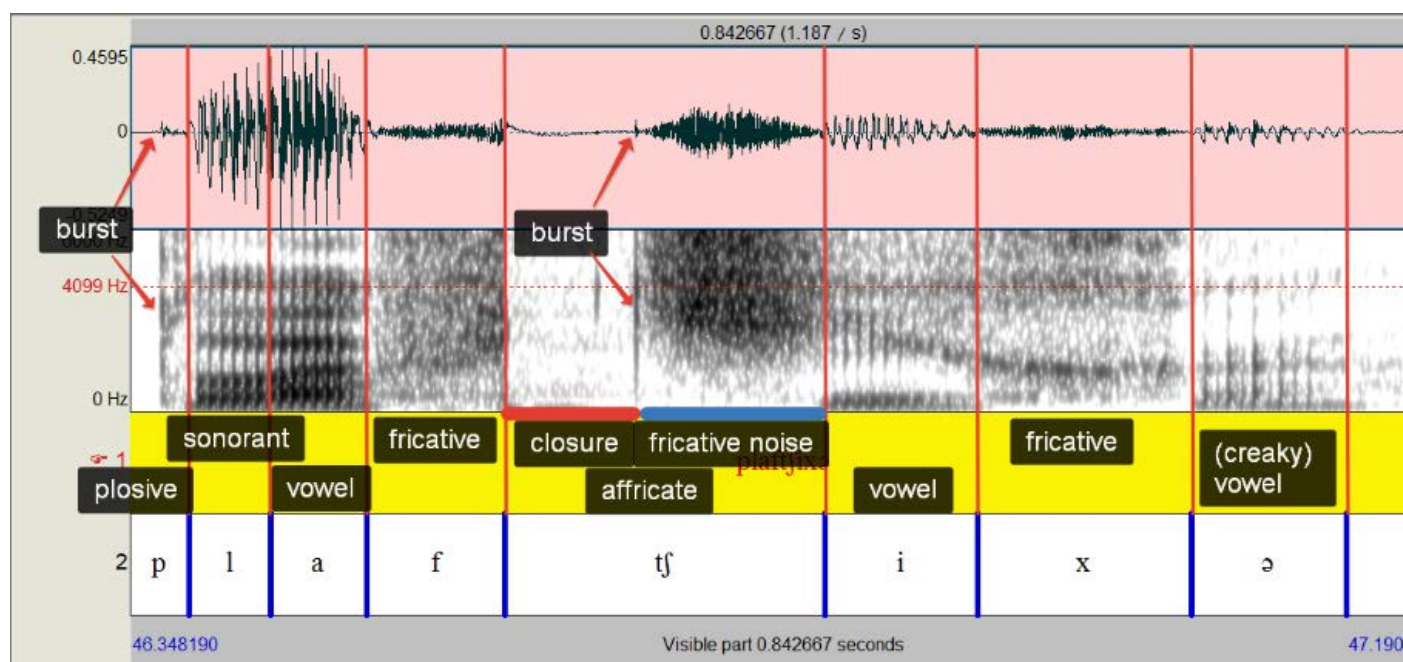 0.842667 (1.187 / s)
0.4595
0
-0.5249
burst
burst
6000 Hz
4099 Hz
0 Hz
sonorant
fricative
closure
fricative noise
fricative
1
plaftʃixə
plosive
vowel
affricate
vowel
(creaky)
vowel
2 p l a f tʃ i x ə
46.348190
Visible part 0.842667 seconds
47.190